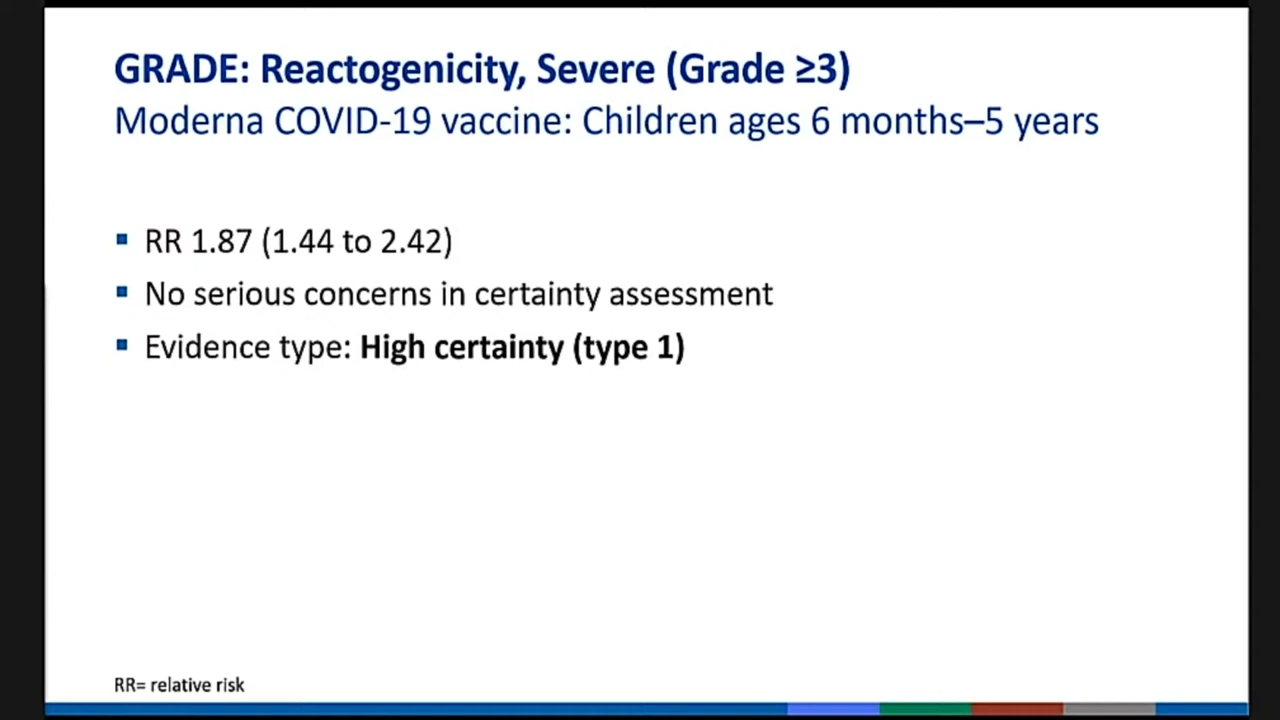 GRADE: Reactogenicity, Severe (Grade ≥3)
Moderna COVID-19 vaccine: Children ages 6 months–5 years
▪ RR 1.87 (1.44 to 2.42)
▪ No serious concerns in certainty assessment
▪ Evidence type: High certainty (type 1)
RR= relative risk